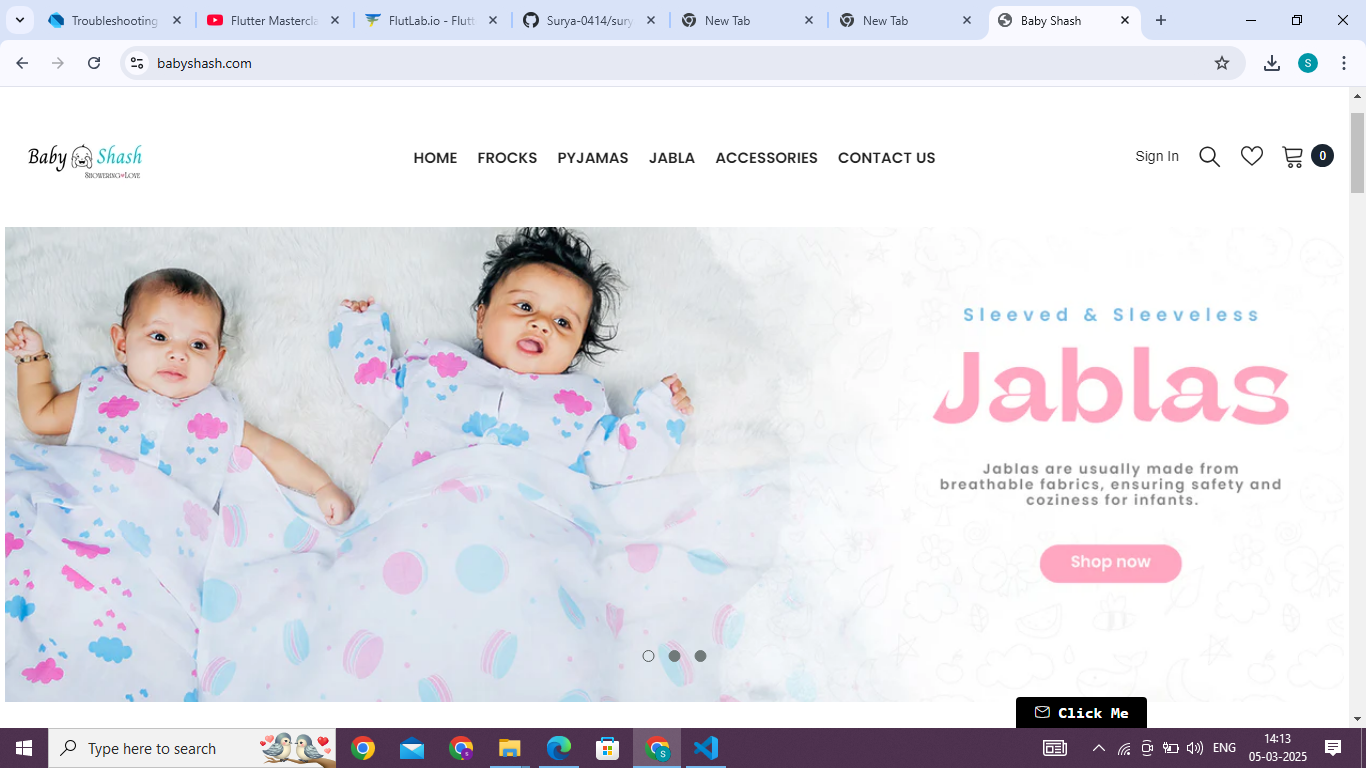 Troubleshooting
Flutter Mastercla
FlutLab.io - Flutt
Surya-0414/sury
New Tab
New Tab
Baby Shash
babyshash.com
Baby Shash
Showering Love
HOME
FROCKS
PYJAMAS
JABLA
ACCESSORIES
CONTACT US
Sign In
0
S
Sleeved & Sleeveless
Jablas
Jablas are usually made from
breathable fabrics, ensuring safety and
coziness for infants.
Shop now
Click Me
Type here to search
ENG
14:13
05-03-2025